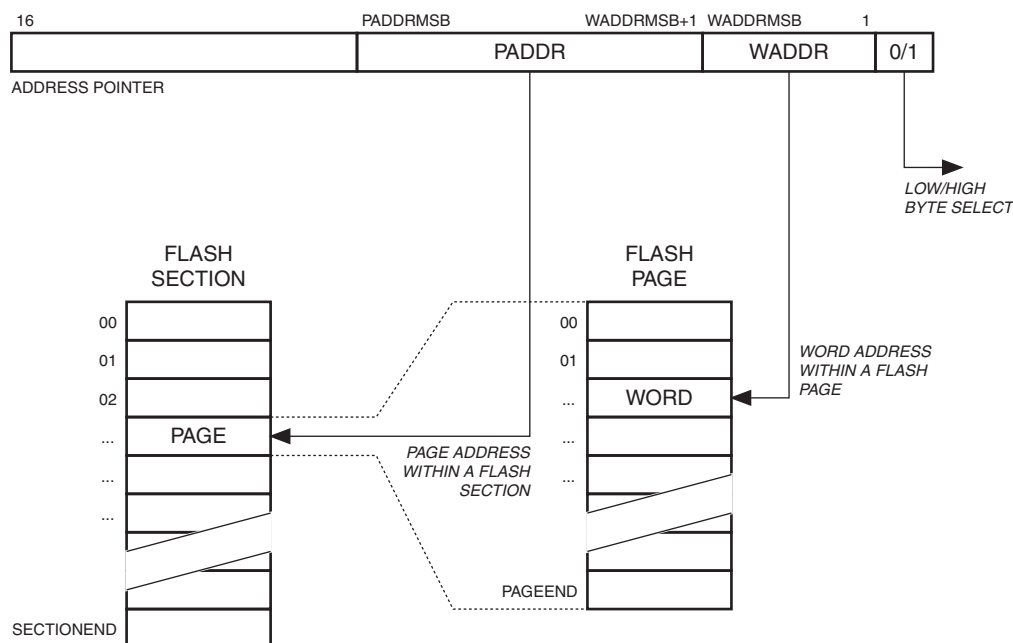 16 PADDRMSB WADDRMSB+1 WADDRMSB 1
PADDR WADDR 0/1
ADDRESS POINTER
LOW/HIGH
BYTE SELECT
FLASH
SECTION
FLASH
PAGE
00
01
02
...
PAGE
...
...
SECTIONEND
PAGE ADDRESS
WITHIN A FLASH
SECTION
00
01
...
WORD
...
...
PAGEEND
WORD ADDRESS
WITHIN A FLASH
PAGE